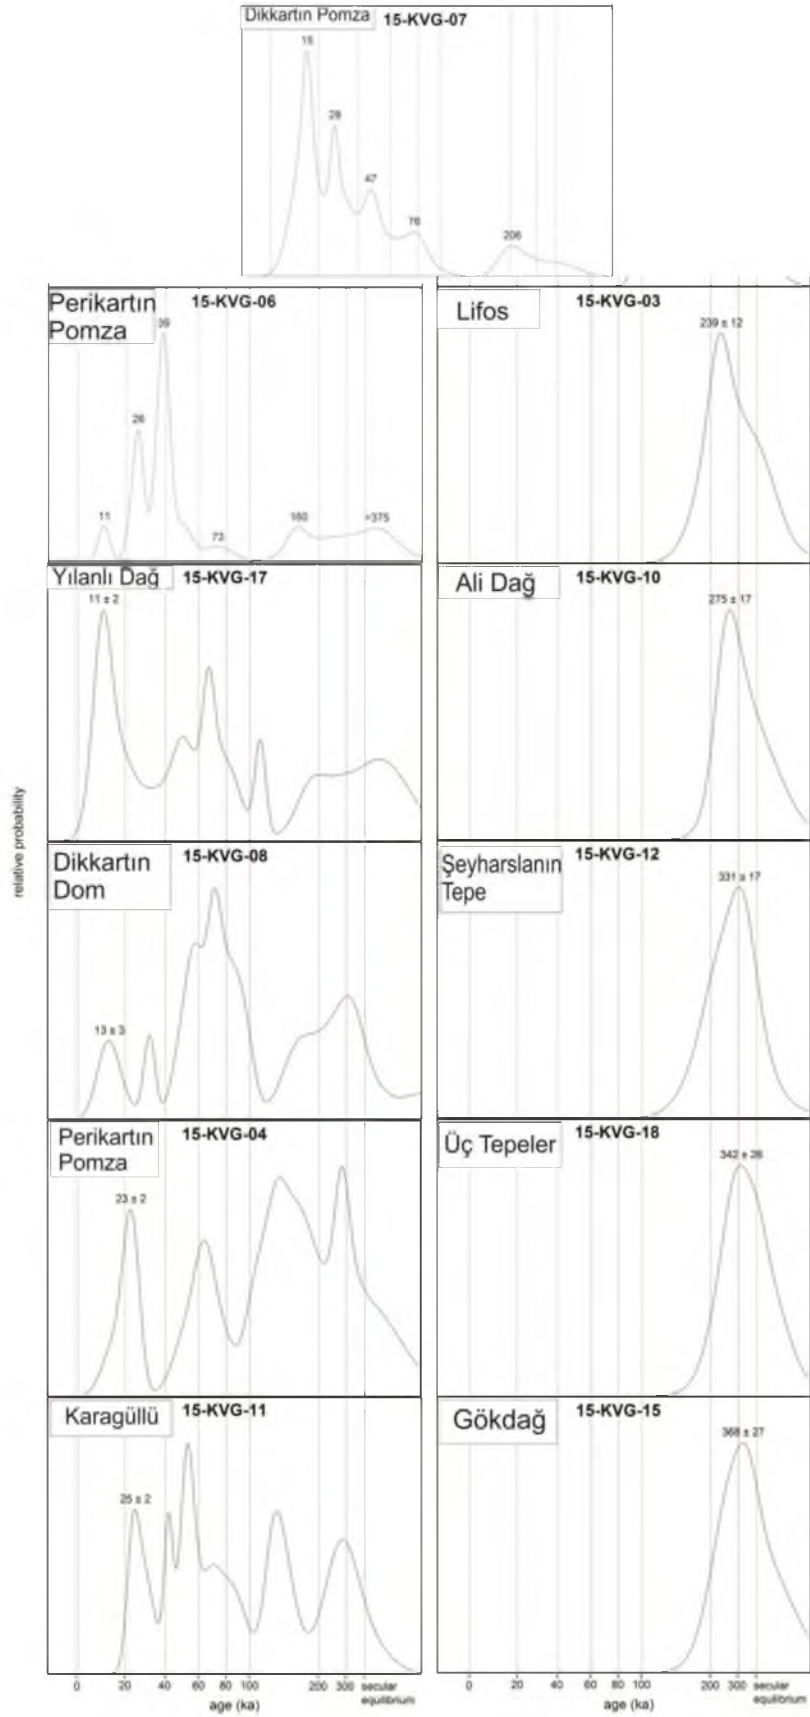 Dikkartın Pomza 15-KVG-07
15
28
47
76
206
Perikartın
Pomza
15-KVG-06
39
26
11
73
160
>375
Lifos
15-KVG-03
239 ± 12
Yılanlı Dağ 15-KVG-17
11 ± 2
Ali Dağ
15-KVG-10
275 ± 17
relative probability
Dikkartın
Dom
15-KVG-08
13 ± 3
Şeyharslanın
Tepe
15-KVG-12
331 ± 17
Perikartın
Pomza
15-KVG-04
23 ± 2
Üç Tepeler
15-KVG-18
342 ± 26
Karagüllü
15-KVG-11
25 ± 2
Gökdağ
15-KVG-15
368 ± 27
0 20 40 60 80 100 200 300 secular
equilibrium
age (ka)
0 20 40 60 80 100 200 300 secular
equilibrium
age (ka)